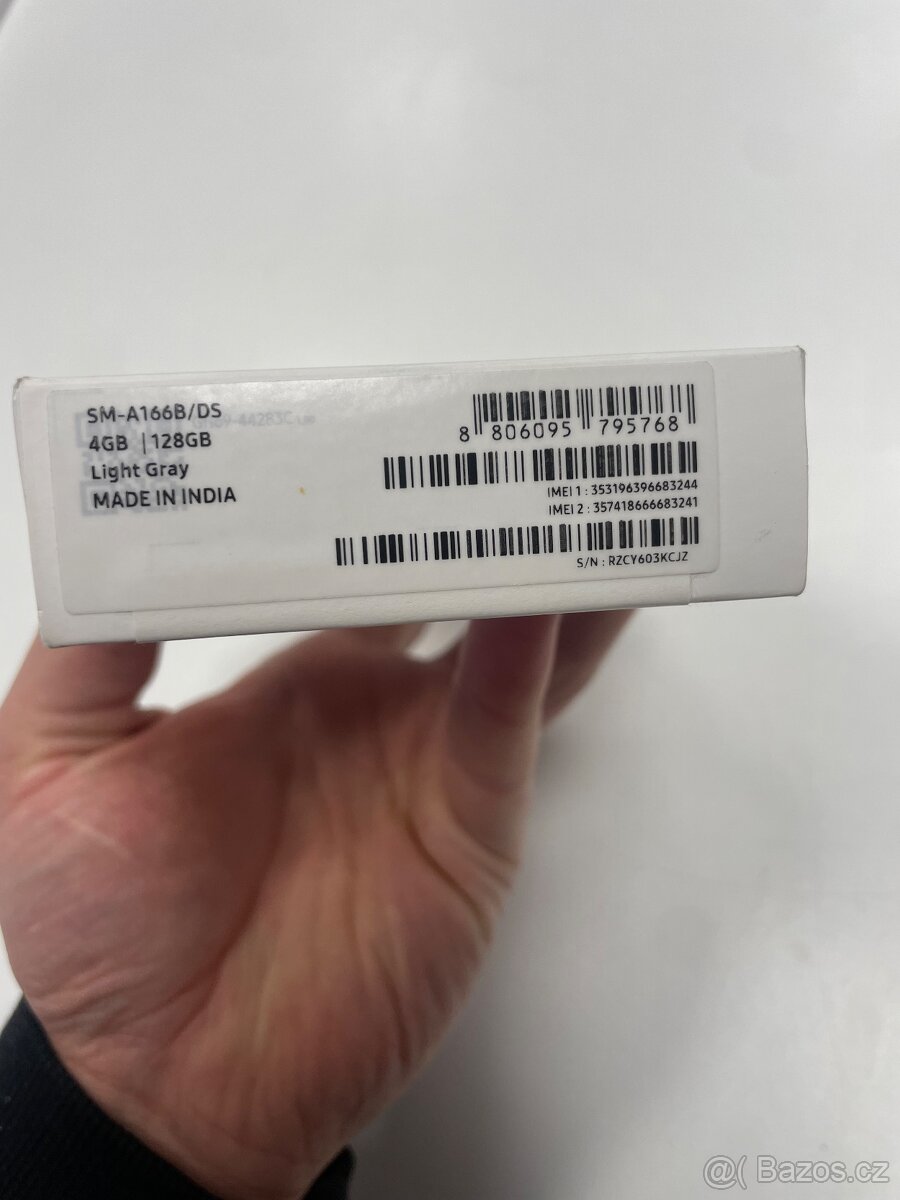 SM-A166B/DS
4GB | 128GB
Light Gray
MADE IN INDIA
8 806095 795768
IMEI 1 : 353196396683244
IMEI 2 : 357418666683241
S/N : RZCY603KCJZ
@( Bazos.cz